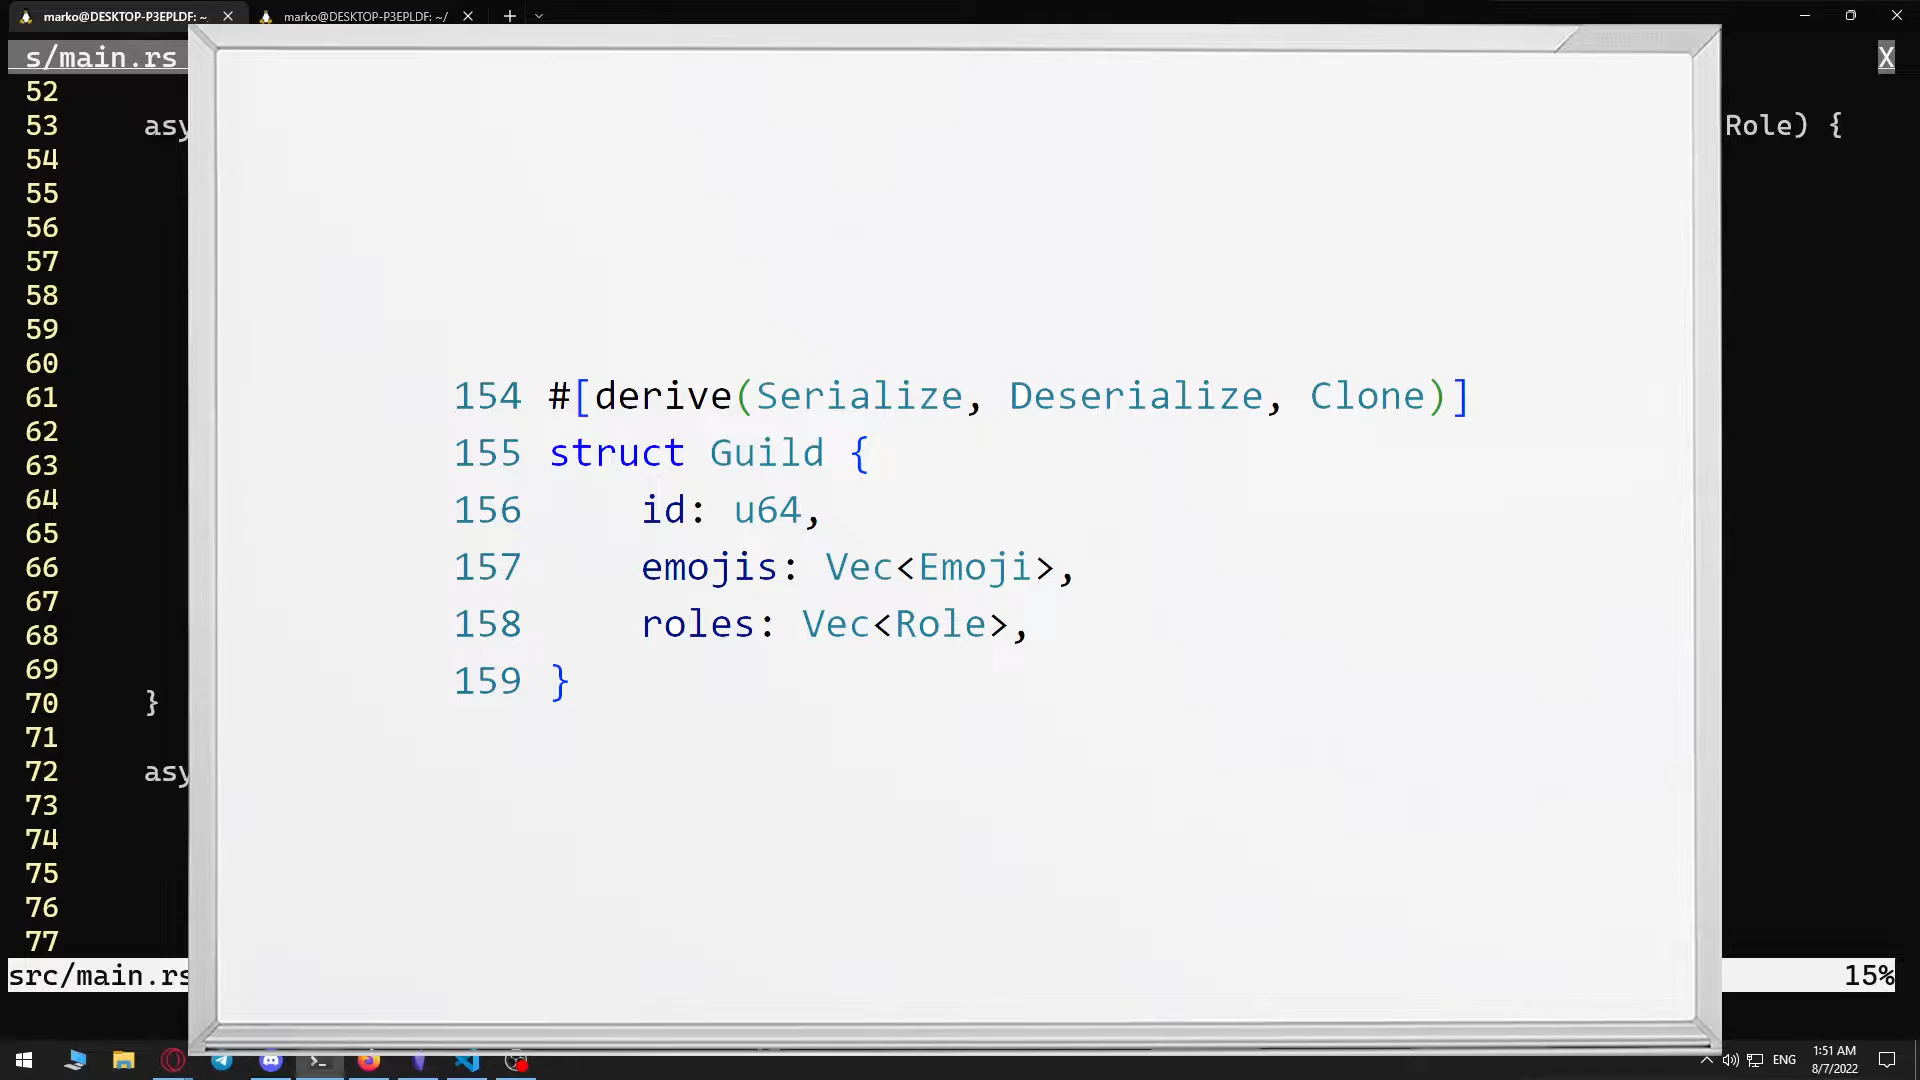 marko@DESKTOP-P3EPLDF: ~
marko@DESKTOP-P3EPLDF: ~/
s/main.rs
X
52
53 asy Role) {
54
55
56
57
58
59
60
61
62
63
64
65
66
67
68
69
70 }
71
72 asy
73
74
75
76
77
154 #[derive(Serialize, Deserialize, Clone)]
155 struct Guild {
156 id: u64,
157 emojis: Vec<Emoji>,
158 roles: Vec<Role>,
159 }
src/main.rs 15%
ENG
1:51 AM
8/7/2022